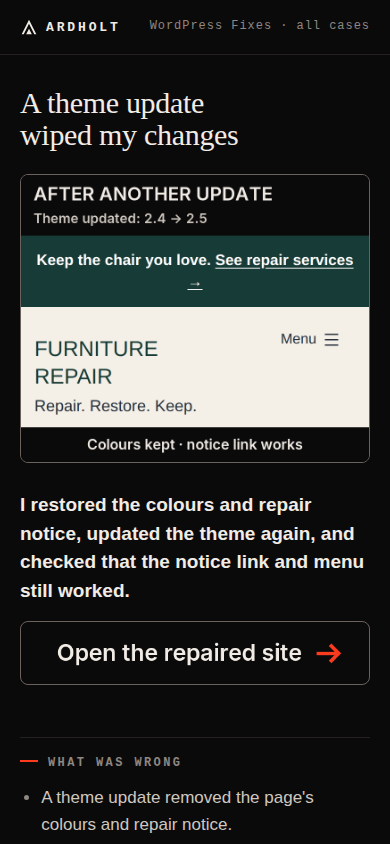 ARDHOLT
WordPress Fixes · all cases
A theme update
wiped my changes
AFTER ANOTHER UPDATE
Theme updated: 2.4 → 2.5
Keep the chair you love. See repair services
→
Menu
FURNITURE
REPAIR
Repair. Restore. Keep.
Colours kept · notice link works
I restored the colours and repair
notice, updated the theme again, and
checked that the notice link and menu
still worked.
Open the repaired site →
WHAT WAS WRONG
• A theme update removed the page's
colours and repair notice.